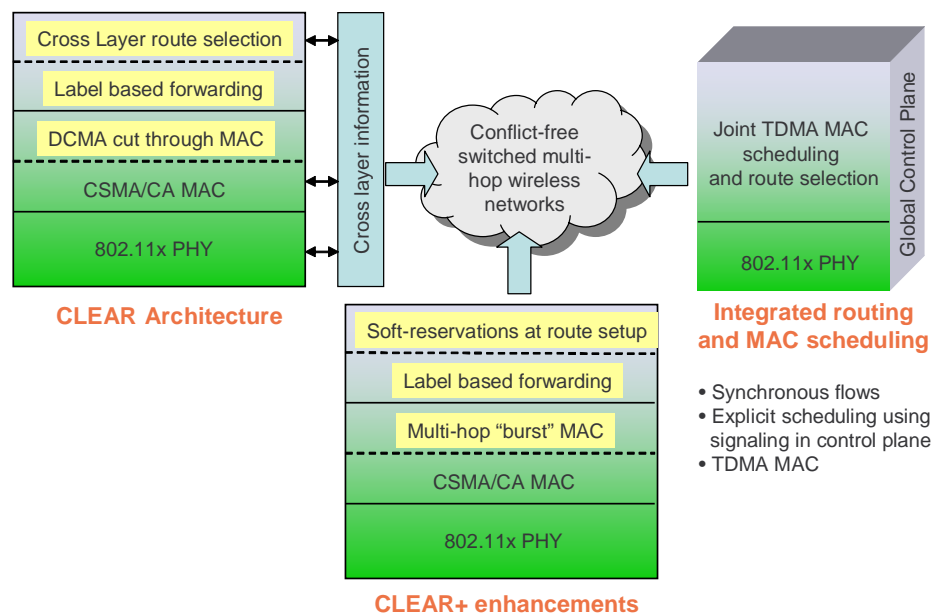 Cross Layer route selection
Label based forwarding
DCMA cut through MAC
CSMA/CA MAC
802.11x PHY
CLEAR Architecture
Cross layer information
Conflict-free
switched multi-
hop wireless
networks
Joint TDMA MAC
scheduling
and route selection
802.11x PHY
Global Control Plane
Integrated routing
and MAC scheduling
• Synchronous flows
• Explicit scheduling using
signaling in control plane
• TDMA MAC
Soft-reservations at route setup
Label based forwarding
Multi-hop “burst” MAC
CSMA/CA MAC
802.11x PHY
CLEAR+ enhancements